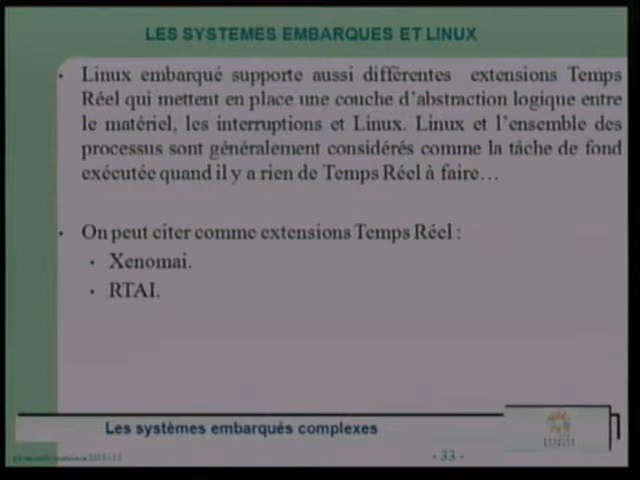 LES SYSTEMES EMBARQUES ET LINUX
• Linux embarqué supporte aussi différentes extensions Temps
Réel qui mettent en place une couche d'abstraction logique entre
le matériel, les interruptions et Linux. Linux et l'ensemble des
processus sont généralement considérés comme la tâche de fond
exécutée quand il y a rien de Temps Réel à faire…
• On peut citer comme extensions Temps Réel :
• Xenomai.
• RTAI.
Les systèmes embarqués complexes
- 33 -